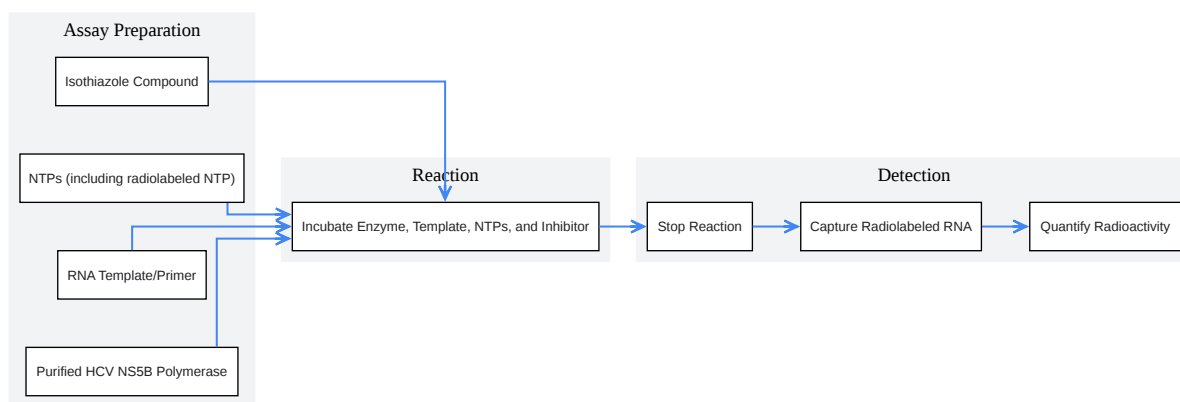 Assay Preparation
Isothiazole Compound
NTPs (including radiolabeled NTP)
RNA Template/Primer
Purified HCV NS5B Polymerase
Reaction
Incubate Enzyme, Template, NTPs, and Inhibitor
Detection
Stop Reaction
Capture Radiolabeled RNA
Quantify Radioactivity